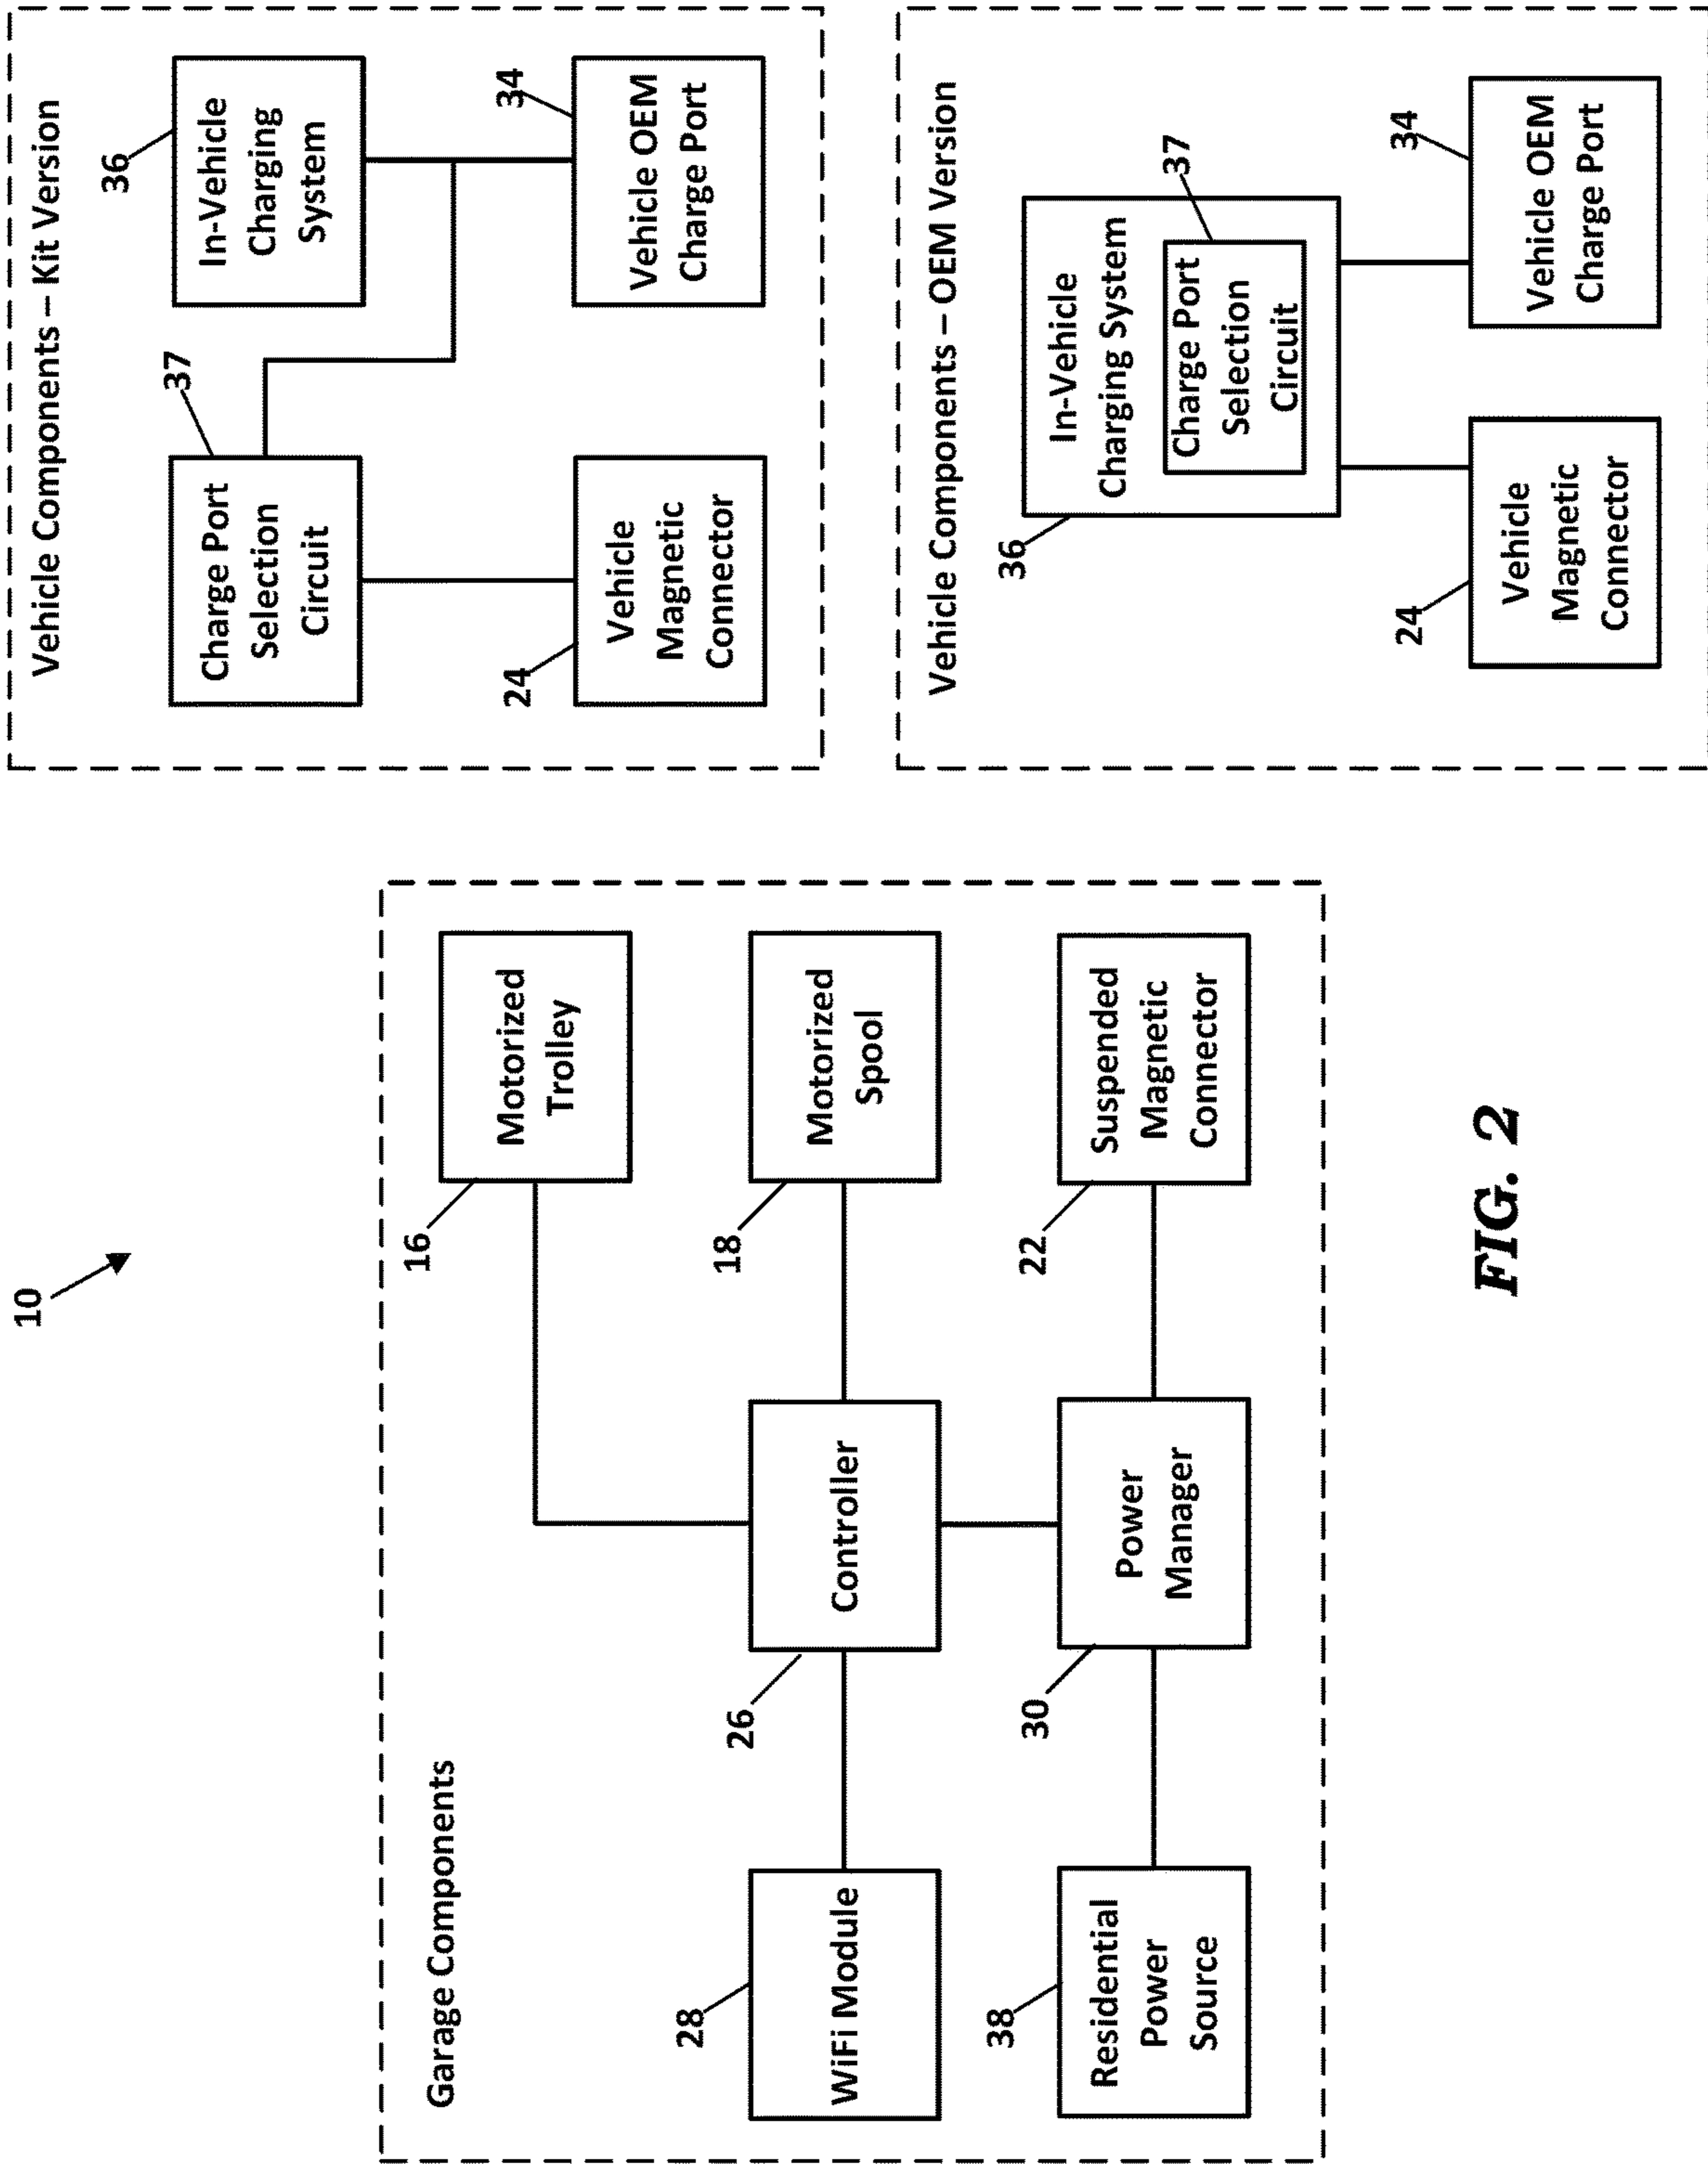 10
Garage Components
16
Motorized
Trolley
28
WiFi Module
26
Controller
18
Motorized
Spool
38
Residential
Power
Source
30
Power
Manager
22
Suspended
Magnetic
Connector
Vehicle Components – Kit Version
37
Charge Port
Selection
Circuit
36
In-Vehicle
Charging
System
24
Vehicle
Magnetic
Connector
34
Vehicle OEM
Charge Port
Vehicle Components – OEM Version
36
In-Vehicle
Charging System
37
Charge Port
Selection
Circuit
24
Vehicle
Magnetic
Connector
34
Vehicle OEM
Charge Port
FIG. 2